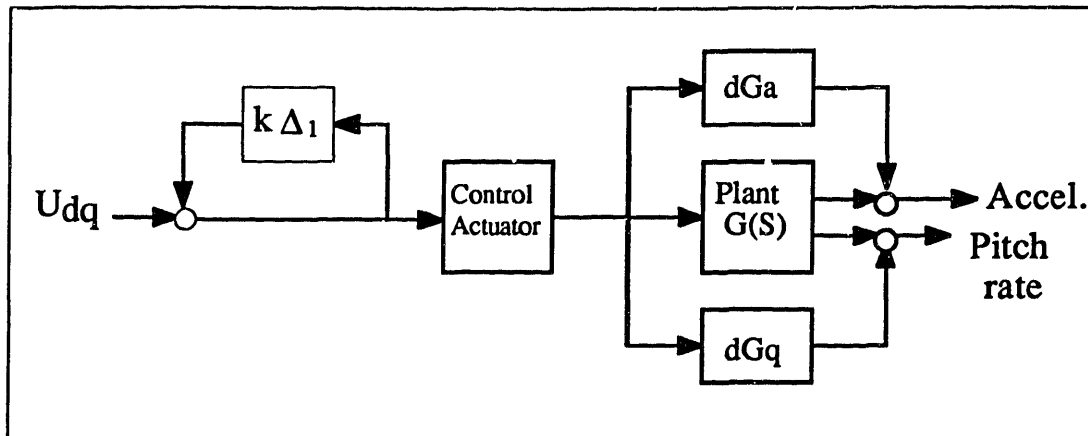 dGa
k Δ1
Udq
Control
Actuator
Plant
G(S)
Accel.
Pitch
rate
dGq